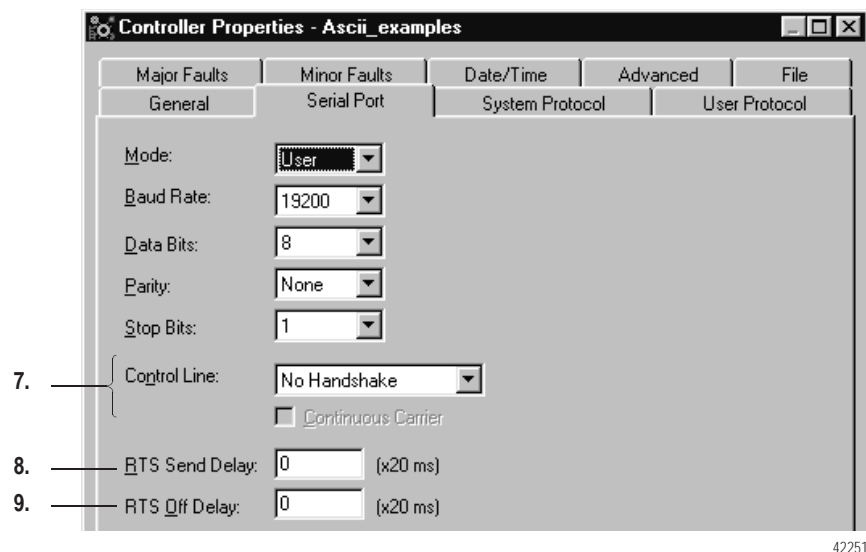 Controller Properties - Ascii_examples
Major Faults Minor Faults Date/Time Advanced File
General Serial Port System Protocol User Protocol
Mode: User
Baud Rate: 19200
Data Bits: 8
Parity: None
Stop Bits: 1
7. Control Line: No Handshake
Continuous Carrier
8. RTS Send Delay: 0 (x20 ms)
9. RTS Off Delay: 0 (x20 ms)
42251